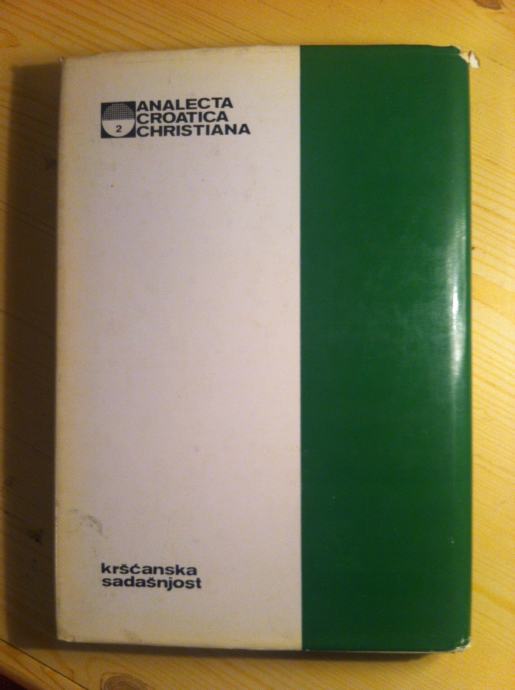 ANALECTA
CROATICA
2 CHRISTIANA
kršćanska
sadašnjost